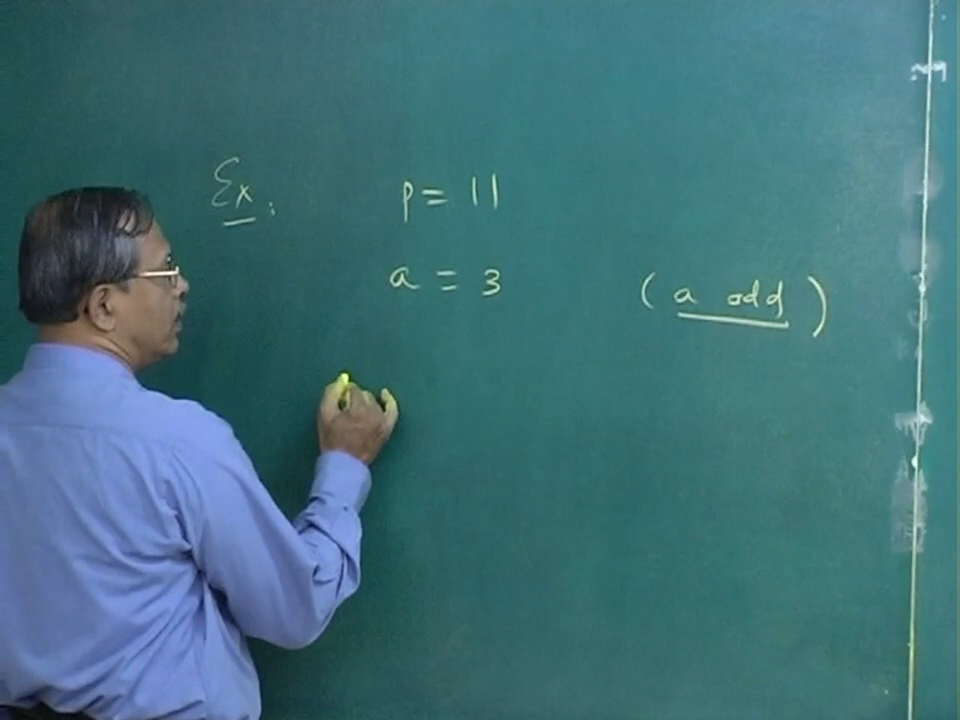 Ex: p = 11
a = 3 (a odd)